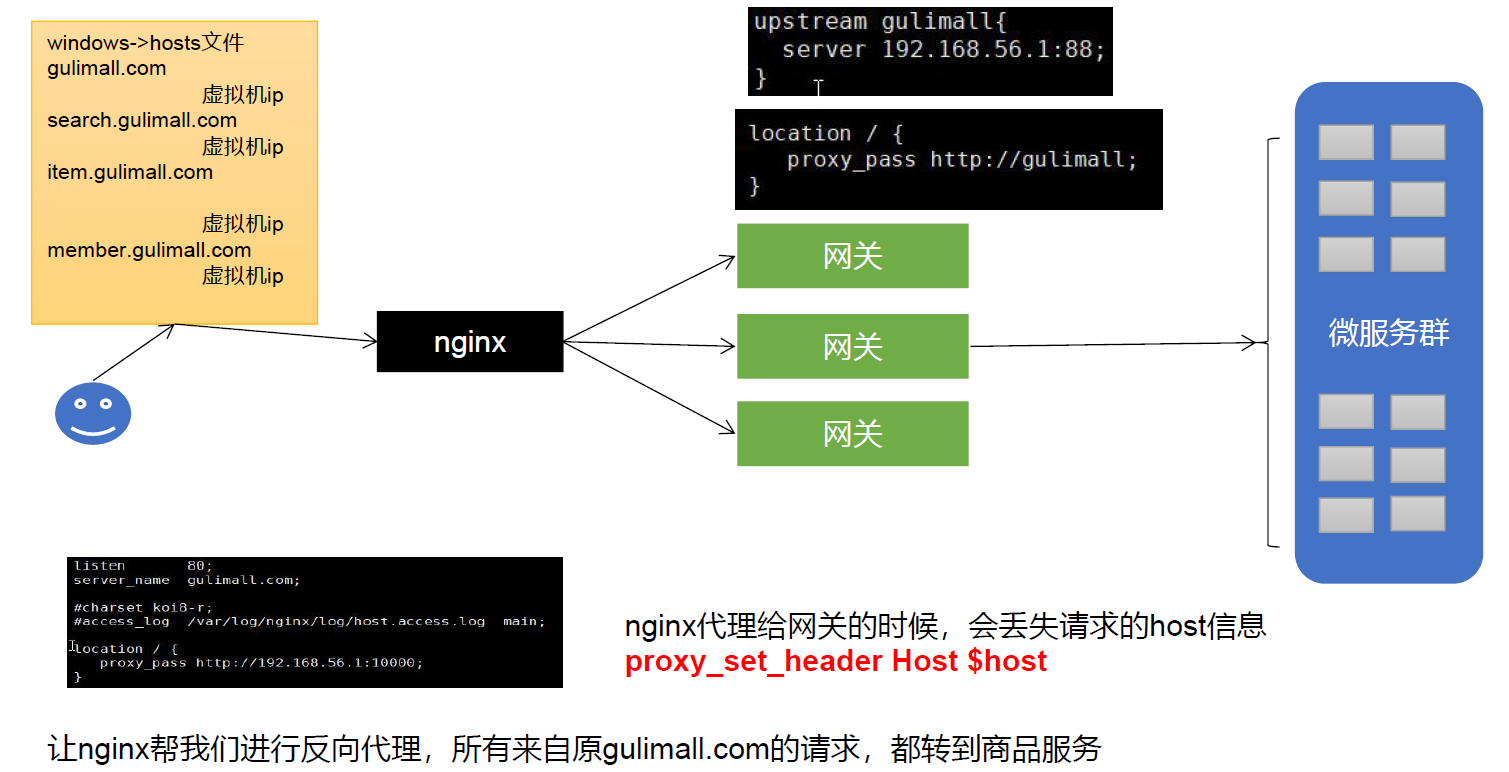 windows->hosts文件
gulimall.com
虚拟机ip
search.gulimall.com
虚拟机ip
item.gulimall.com
虚拟机ip
member.gulimall.com
虚拟机ip
upstream gulimall{
server 192.168.56.1:88;
}
location / {
proxy_pass http://gulimall;
}
nginx
网关
网关
网关
微服务群
listen 80;
server_name gulimall.com;
#charset koi8-r;
#access_log /var/log/nginx/log/host.access.log main;
location / {
proxy_pass http://192.168.56.1:10000;
}
nginx代理给网关的时候，会丢失请求的host信息
proxy_set_header Host $host
让nginx帮我们进行反向代理，所有来自原gulimall.com的请求，都转到商品服务